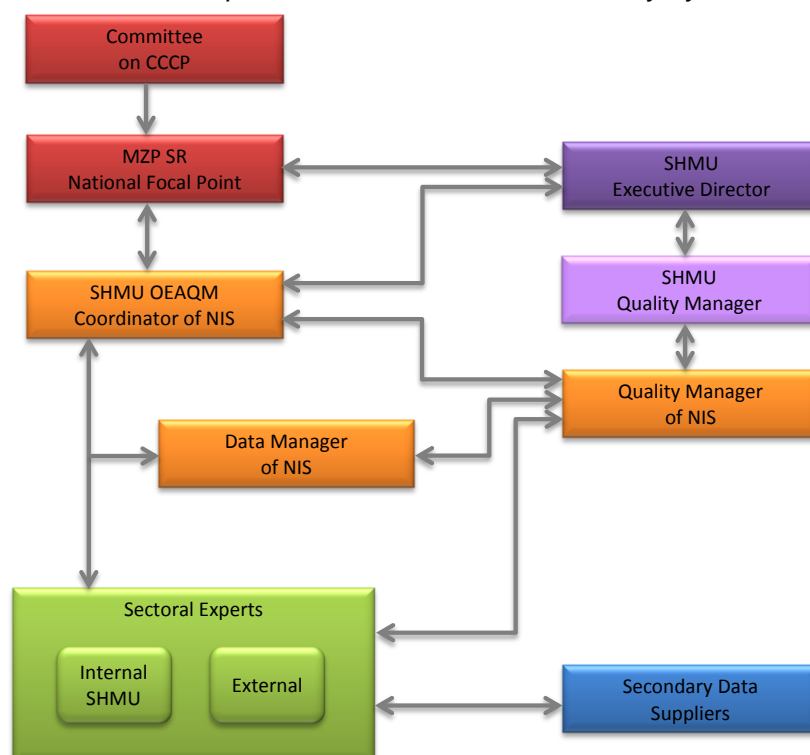 Committee
on CCCP
MZP SR
National Focal Point
SHMU
Executive Director
SHMU OEAQM
Coordinator of NIS
SHMU
Quality Manager
Quality Manager
of NIS
Data Manager
of NIS
Sectoral Experts
Internal
SHMU
External
Secondary Data
Suppliers